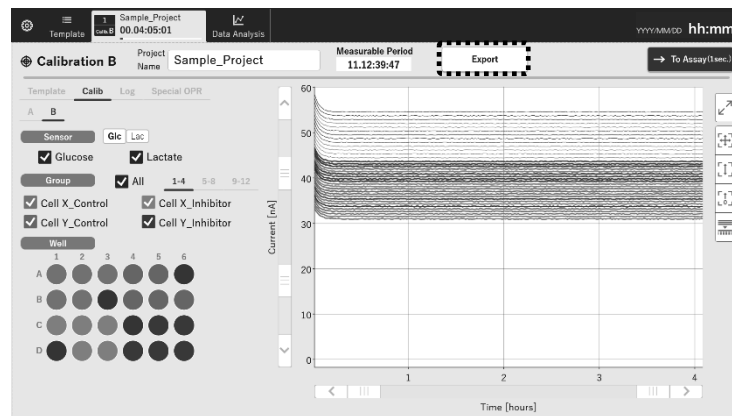 Template
1
Calib. B
Sample_Project
00.04:05:01
Data Analysis
YYYY/MM/DD hh:mm
Calibration B
Project Name
Sample_Project
Measurable Period
11.12:39:47
Export
→ To Assay(1sec.)
Template Calib Log Special OPR
A B
Sensor Glc Lac
Glucose Lactate
Group All 1-4 5-8 9-12
Cell X_Control Cell X_Inhibitor
Cell Y_Control Cell Y_Inhibitor
Well
1 2 3 4 5 6
A
B
C
D
Current [nA]
60
50
40
30
20
10
0
1 2 3 4
Time [hours]